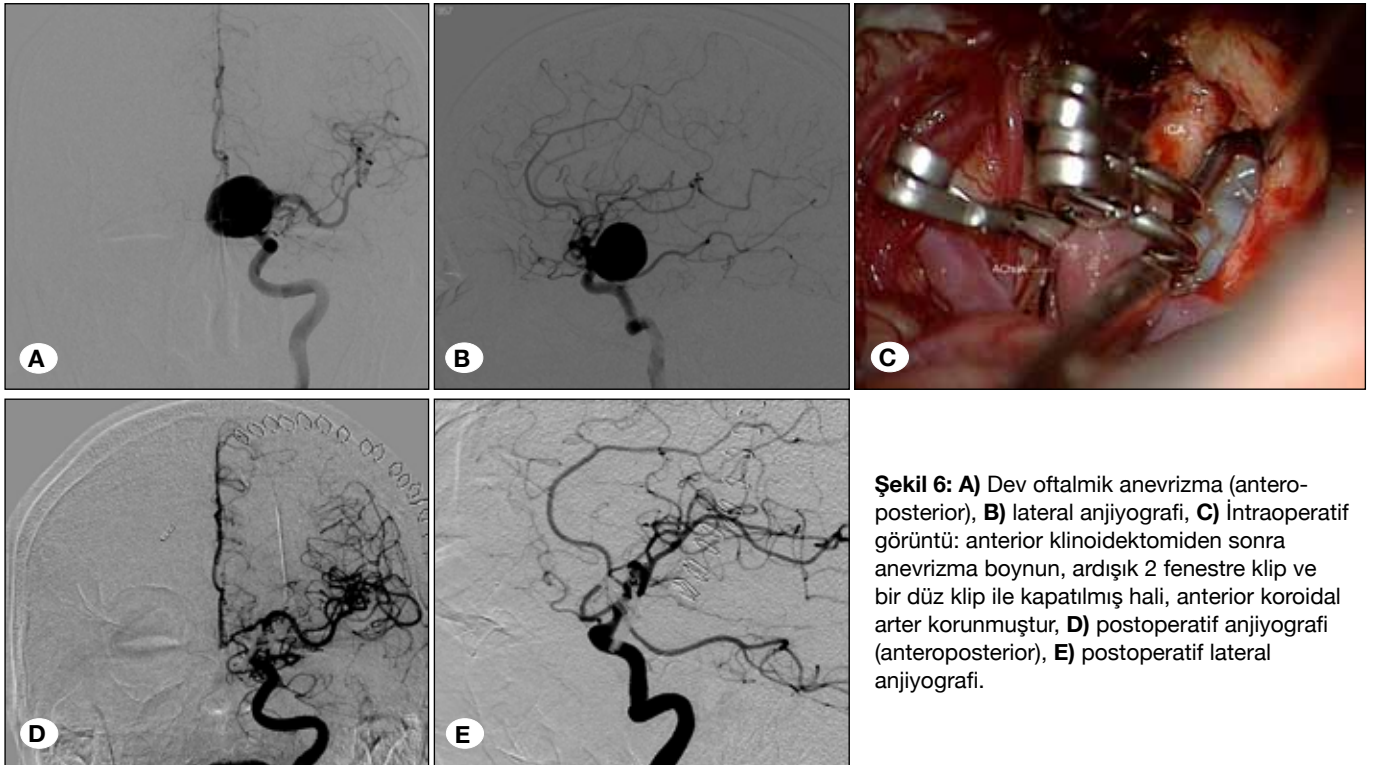 A
B
C
ICA
AChoA
D
E
Şekil 6: A) Dev oftalmik anevrizma (antero-
posterior), B) lateral anjiyografi, C) İntraoperatif
görüntü: anterior klinoidektomiden sonra
anevrizma boynun, ardışık 2 fenestre klip ve
bir düz klip ile kapatılmış hali, anterior koroidal
arter korunmuştur, D) postoperatif anjiyografi
(anteroposterior), E) postoperatif lateral
anjiyografi.